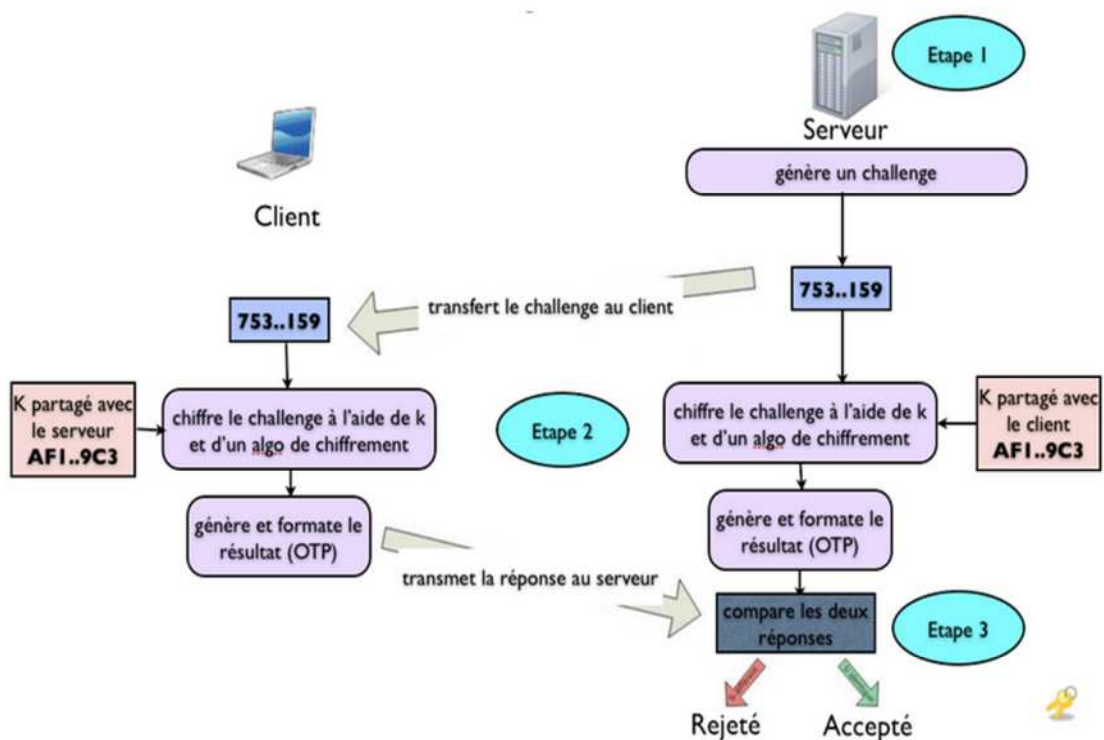 Etape 1
Serveur
génère un challenge
Client
753..159
transfert le challenge au client
753..159
K partagé avec
le serveur
AF1..9C3
chiffre le challenge à l'aide de k
et d'un algo de chiffrement
Etape 2
chiffre le challenge à l'aide de k
et d'un algo de chiffrement
K partagé avec
le client
AF1..9C3
génère et formate le
résultat (OTP)
génère et formate le
résultat (OTP)
transmet la réponse au serveur
compare les deux
réponses
Etape 3
Rejeté
Accepté